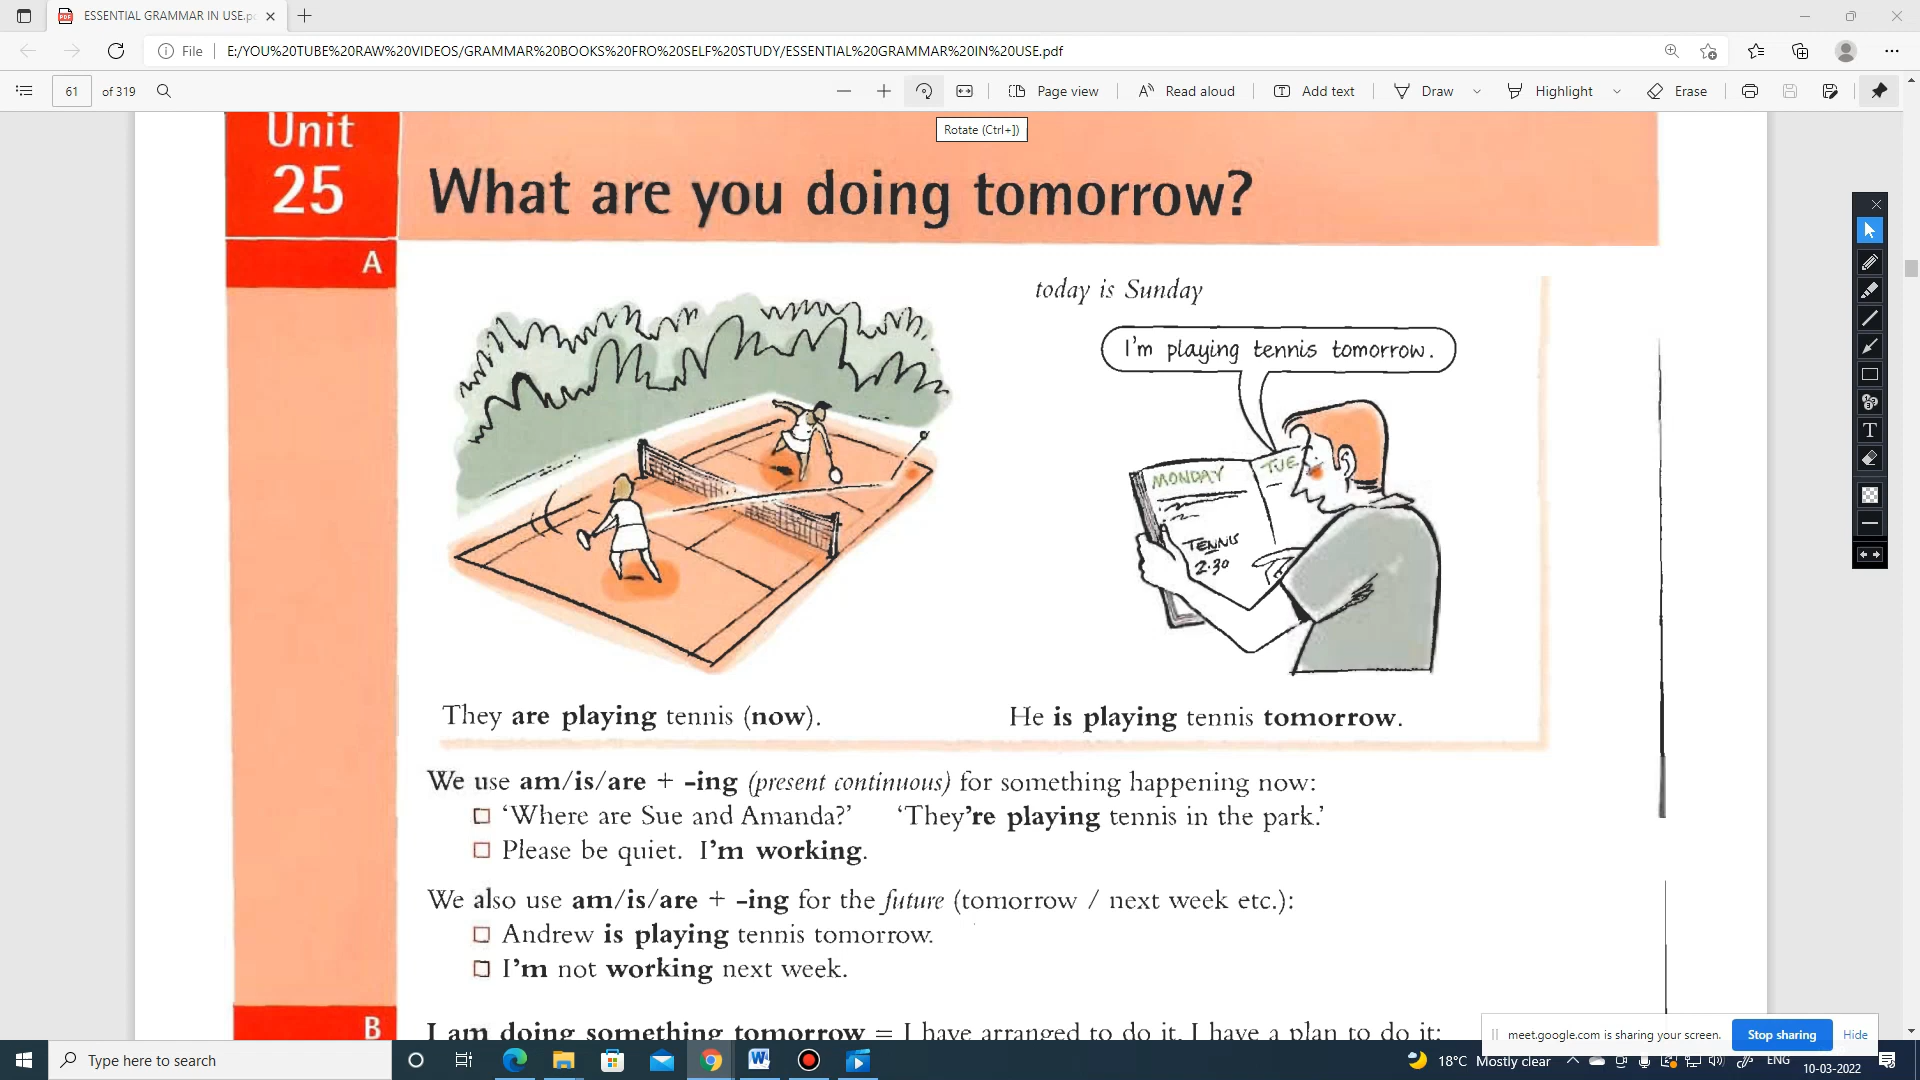 ESSENTIAL GRAMMAR IN USE.p
File
E:/YOU%20TUBE%20RAW%20VIDEOS/GRAMMAR%20BOOKS%20FRO%20SELF%20STUDY/ESSENTIAL%20GRAMMAR%20IN%20USE.pdf
61 of 319
Page view
Read aloud
Add text
Draw
Highlight
Erase
Rotate (Ctrl+])
Unit
25
What are you doing tomorrow?
A
today is Sunday
I'm playing tennis tomorrow.
MONDAY
TUE
TENNIS
2.30
They are playing tennis (now).
He is playing tennis tomorrow.
We use am/is/are + -ing (present continuous) for something happening now:
‘Where are Sue and Amanda?’ ‘They're playing tennis in the park.’
Please be quiet. I'm working.
We also use am/is/are + -ing for the future (tomorrow / next week etc.):
Andrew is playing tennis tomorrow.
I'm not working next week.
B
I am doing something tomorrow = I have arranged to do it, I have a plan to do it:
meet.google.com is sharing your screen.
Stop sharing
Hide
Type here to search
18°C Mostly clear
ENG
10-03-2022